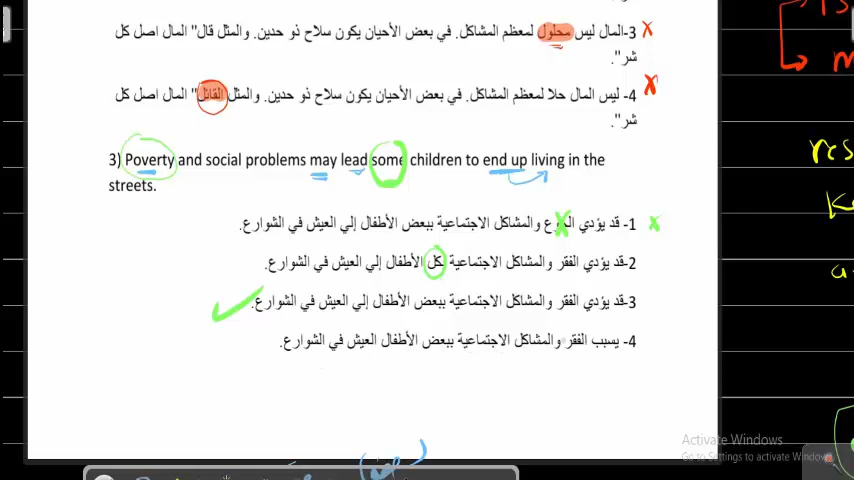 3-المال ليس محلول لمعظم المشاكل. في بعض الأحيان يكون سلاح ذو حدين. والمثل قال" المال اصل كل
شر".
4- ليس المال حلا لمعظم المشاكل. في بعض الأحيان يكون سلاح ذو حدين. والمثل القائل" المال اصل كل
شر".
3) Poverty and social problems may lead some children to end up living in the
streets.
1- قد يؤدي والمشاكل الاجتماعية ببعض الأطفال إلي العيش في الشوارع.
2-قد يؤدي الفقر والمشاكل الاجتماعية كل الأطفال إلي العيش في الشوارع.
3-قد يؤدي الفقر والمشاكل الاجتماعية ببعض الأطفال إلي العيش في الشوارع.
4- يسبب الفقر والمشاكل الاجتماعية ببعض الأطفال العيش في الشوارع.
res
Activate Windows
Go to Settings to activate Windows.